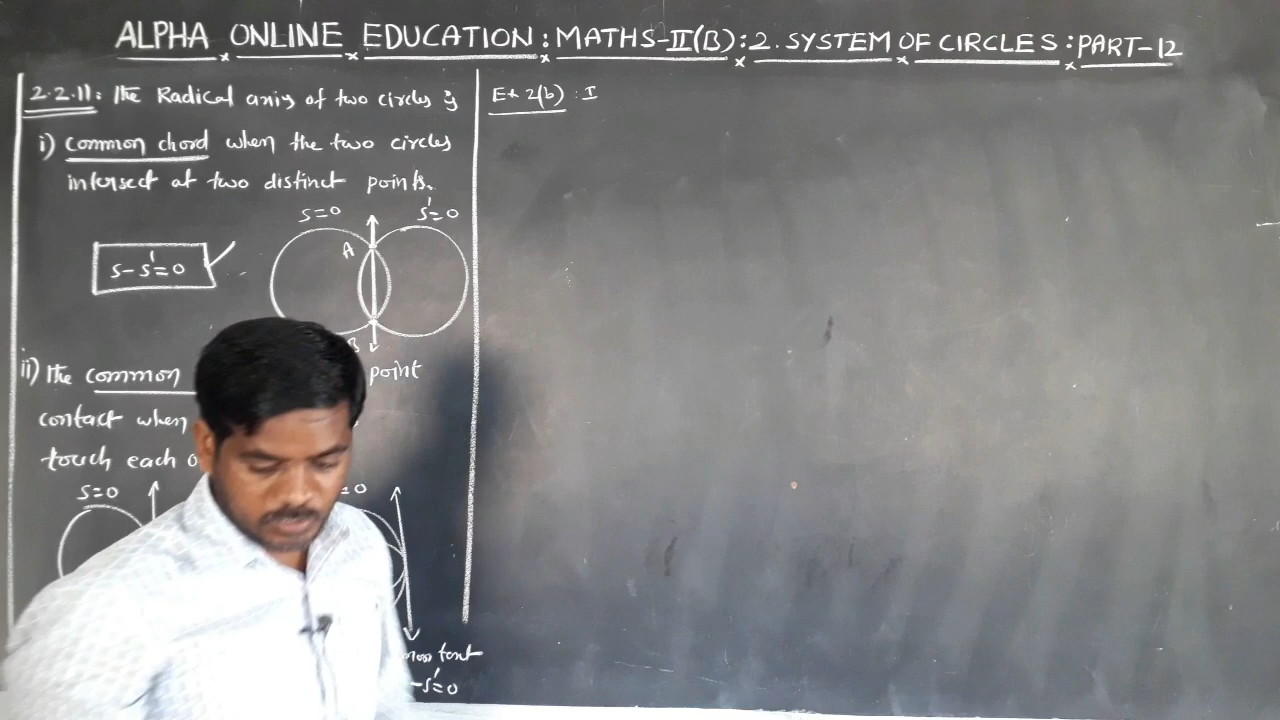 ALPHA ONLINE EDUCATION : MATHS-II(B) : 2. SYSTEM OF CIRCLES : PART-12
2.2.11: The Radical axis of two circles is
i) Common chord when the two circles
intersect at two distinct points.
S=0 S'=0
A
S-S'=0
B
ii) The common point
contact when
touch each o
S=0 =0
-S'=0
Ex 2(b) : I